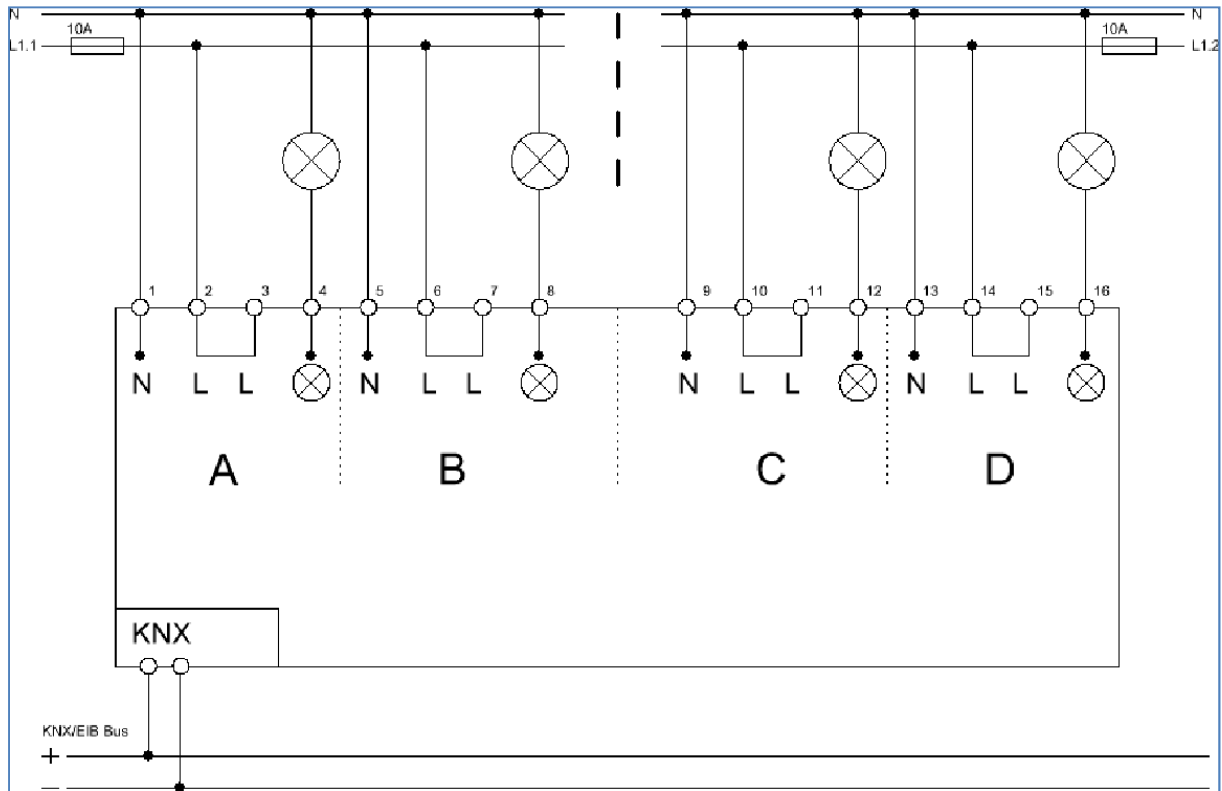 N N
10A 10A
L1.1 L1.2
1 2 3 4 5 6 7 8 9 10 11 12 13 14 15 16
N L L N L L N L L N L L
A B C D
KNX
KNX/EIB Bus
+
−